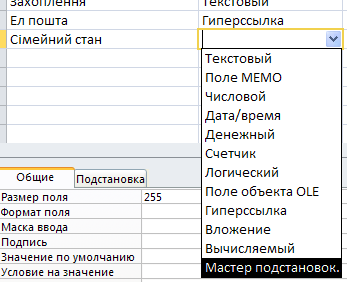 Захоплення Текстовый
Ел пошта Гиперссылка
Сімейний стан
Текстовый
Поле МЕМО
Числовой
Дата/время
Денежный
Счетчик
Логический
Поле объекта OLE
Гиперссылка
Вложение
Вычисляемый
Мастер подстановок.
Общие Подстановка
Размер поля 255
Формат поля
Маска ввода
Подпись
Значение по умолчанию
Условие на значение